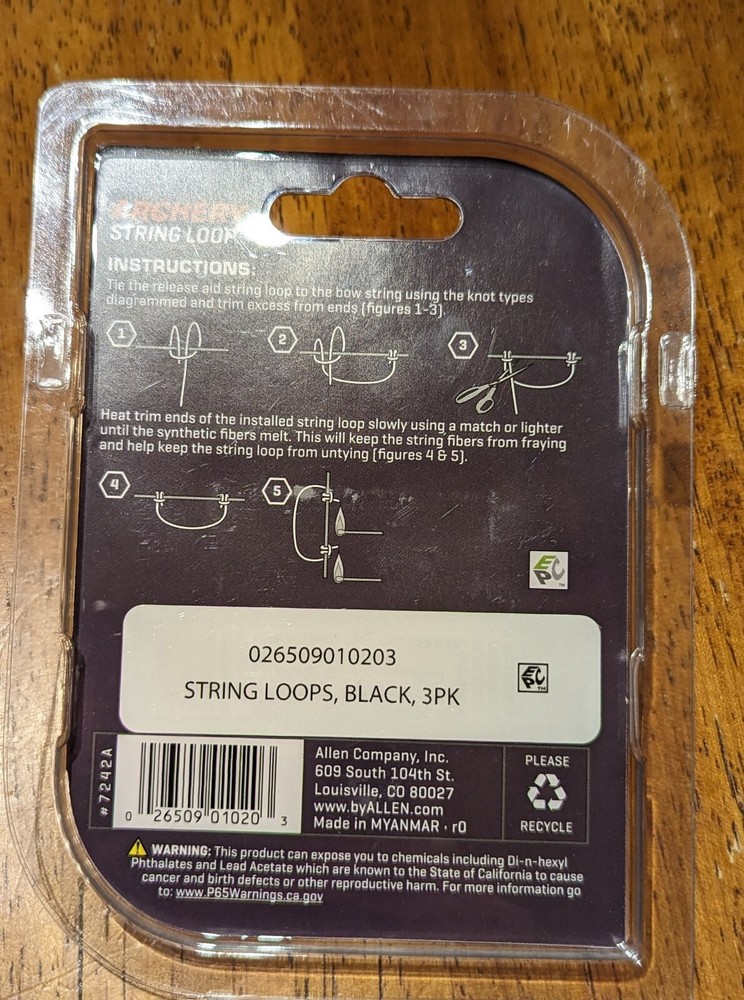 ARCHERY
STRING LOOP
INSTRUCTIONS:
Tie the release aid string loop to the bow string using the knot types
diagrammed and trim excess from ends (figures 1-3).
1 2 3
Heat trim ends of the installed string loop slowly using a match or lighter
until the synthetic fibers melt. This will keep the string fibers from fraying
and help keep the string loop from untying (figures 4 & 5).
4 5
EPC TM
026509010203
STRING LOOPS, BLACK, 3PK
EPC TM
#7242A
0 26509 01020 3
Allen Company, Inc.
609 South 104th St.
Louisville, CO 80027
www.byALLEN.com
Made in MYANMAR · r0
PLEASE
RECYCLE
WARNING: This product can expose you to chemicals including Di-n-hexyl
Phthalates and Lead Acetate which are known to the State of California to cause
cancer and birth defects or other reproductive harm. For more information go
to: www.P65Warnings.ca.gov